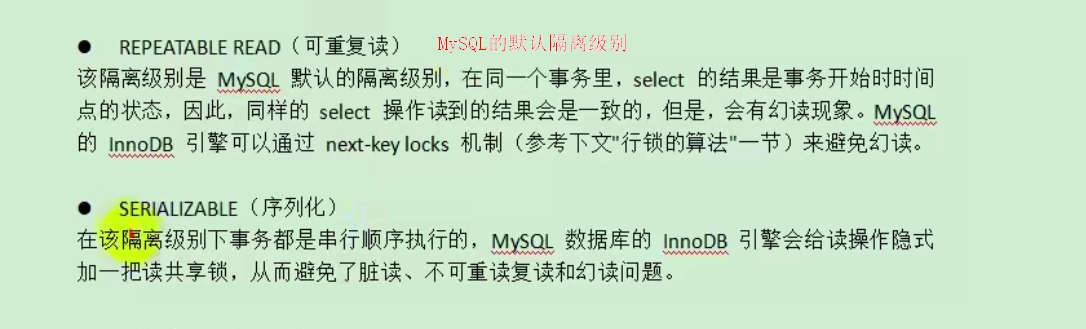 ● REPEATABLE READ（可重复读） MySQL的默认隔离级别
该隔离级别是 MySQL 默认的隔离级别，在同一个事务里，select 的结果是事务开始时时间
点的状态，因此，同样的 select 操作读到的结果会是一致的，但是，会有幻读现象。MySQL
的 InnoDB 引擎可以通过 next-key locks 机制（参考下文"行锁的算法"一节）来避免幻读。
● SERIALIZABLE（序列化）
在该隔离级别下事务都是串行顺序执行的，MySQL 数据库的 InnoDB 引擎会给读操作隐式
加一把读共享锁，从而避免了脏读、不可重读复读和幻读问题。